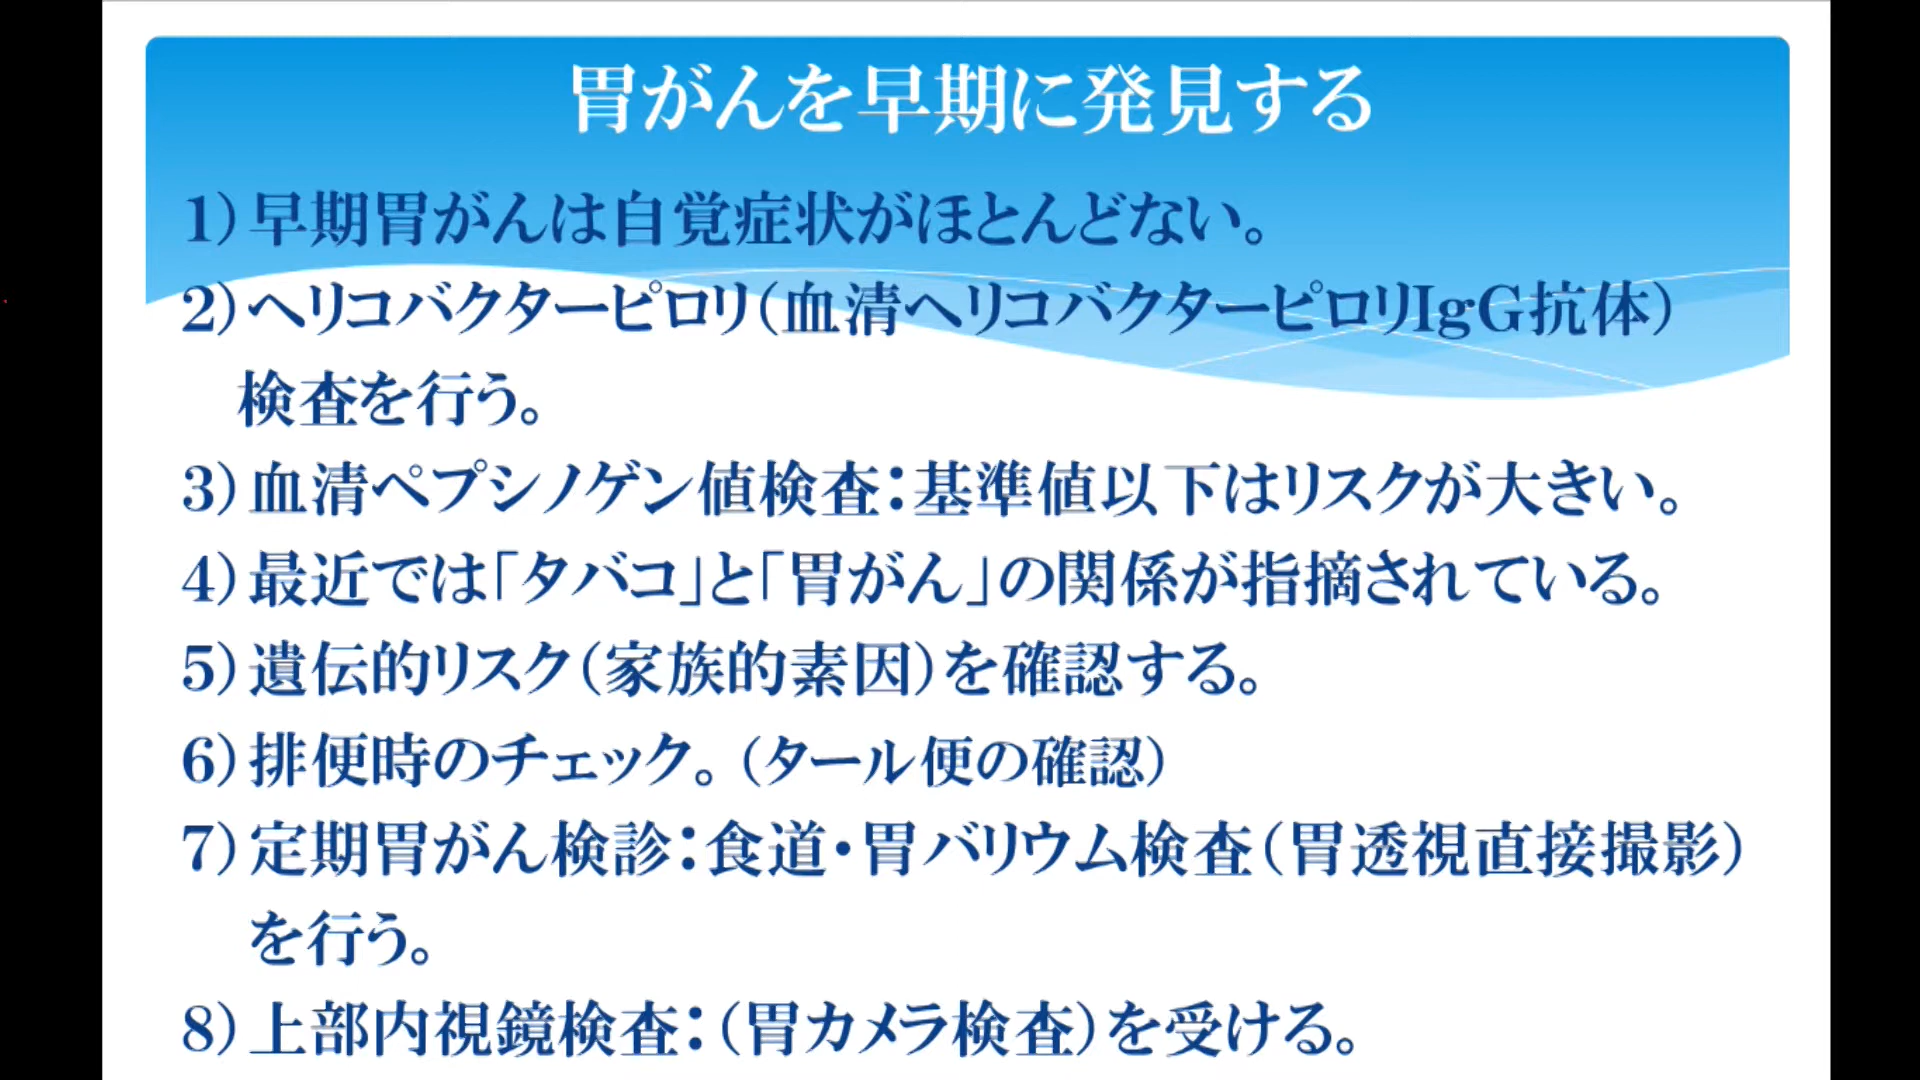 胃がんを早期に発見する
1）早期胃がんは自覚症状がほとんどない。
2）ヘリコバクターピロリ（血清ヘリコバクターピロリIgG抗体）
検査を行う。
3）血清ペプシノゲン値検査：基準値以下はリスクが大きい。
4）最近では「タバコ」と「胃がん」の関係が指摘されている。
5）遺伝的リスク（家族的素因）を確認する。
6）排便時のチェック。（タール便の確認）
7）定期胃がん検診：食道・胃バリウム検査（胃透視直接撮影）
を行う。
8）上部内視鏡検査：（胃カメラ検査）を受ける。